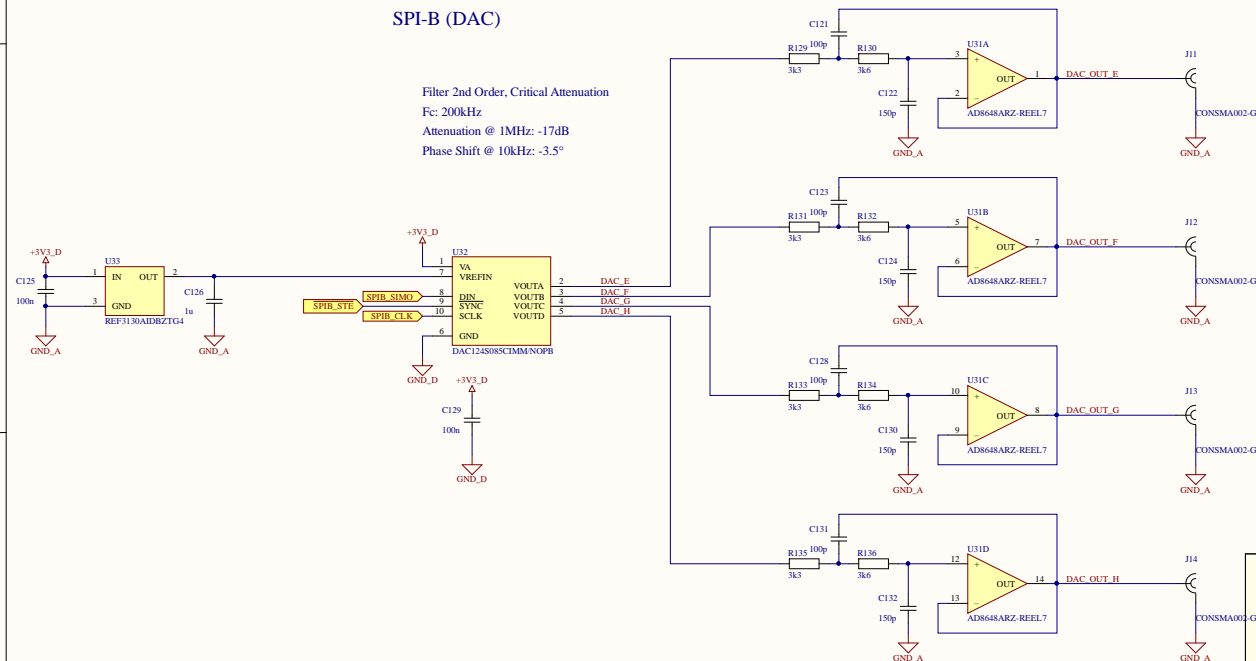 SPI-B (DAC)
Filter 2nd Order, Critical Attenuation
Fc: 200kHz
Attenuation @ 1MHz: -17dB
Phase Shift @ 10kHz: -3.5°
+3V3_D
C125
100n
GND_A
U33
1 IN OUT 2
3 GND
REF3130AIDBZTG4
C126
1u
GND_A
+3V3_D
U32
1 VA
7 VREFIN
SPIB_SIMO 8 DIN
SPIB_STE 9 SYNC
SPIB_CLK 10 SCLK
6 GND
VOUTA 2 DAC_E
VOUTB 3 DAC_F
VOUTC 4 DAC_G
VOUTD 5 DAC_H
DAC124S085CIMM/NOPB
GND_D
+3V3_D
C129
100n
GND_D
C121
100p
R129
3k3
R130
3k6
C122
150p
GND_A
U31A
3 +
2 -
OUT 1
AD8648ARZ-REEL7
DAC_OUT_E
J11
CONSMA002-G
GND_A
C123
100p
R131
3k3
R132
3k6
C124
150p
GND_A
U31B
5 +
6 -
OUT 7
AD8648ARZ-REEL7
DAC_OUT_F
J12
CONSMA002-G
GND_A
C128
100p
R133
3k3
R134
3k6
C130
150p
GND_A
U31C
10 +
9 -
OUT 8
AD8648ARZ-REEL7
DAC_OUT_G
J13
CONSMA002-G
GND_A
C131
100p
R135
3k3
R136
3k6
C132
150p
GND_A
U31D
12 +
13 -
OUT 14
AD8648ARZ-REEL7
DAC_OUT_H
J14
CONSMA002-G
GND_A